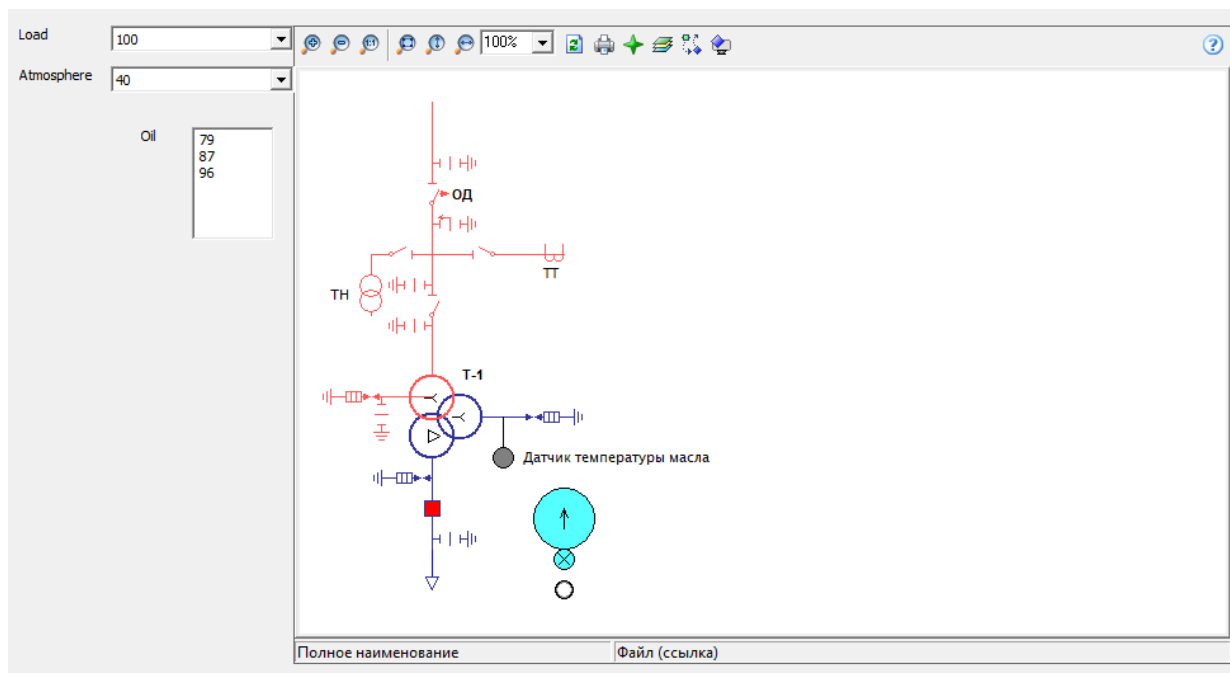 Load
100
100%
Atmosphere
40
Oil
79
87
96
ОД
ТТ
ТН
Т-1
Датчик температуры масла
Полное наименование
Файл (ссылка)